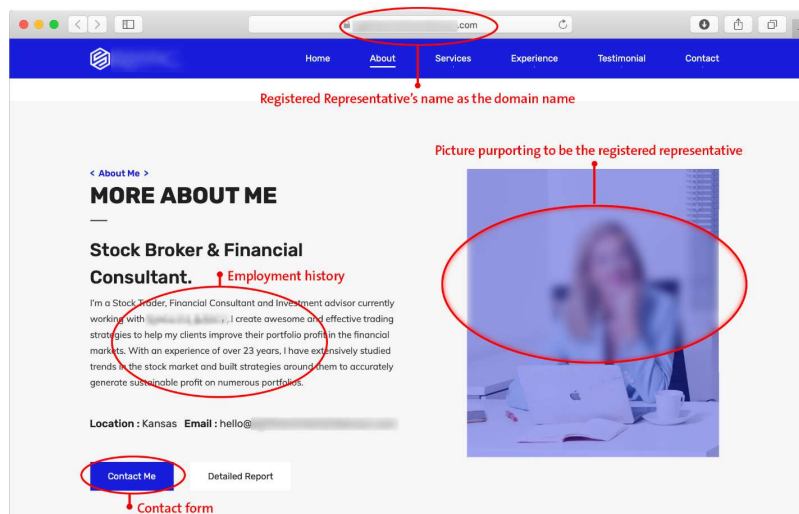 .com
Home About Services Experience Testimonial Contact
Registered Representative's name as the domain name
Picture purporting to be the registered representative
< About Me >
MORE ABOUT ME
Stock Broker & Financial
Consultant.
Employment history
I'm a Stock Trader, Financial Consultant and Investment advisor currently
working with , I create awesome and effective trading
strategies to help my clients improve their portfolio profit in the financial
markets. With an experience of over 23 years, I have extensively studied
trends in the stock market and built strategies around them to accurately
generate sustainable profit on numerous portfolios.
Location : Kansas Email : hello@
Contact Me Detailed Report
Contact form